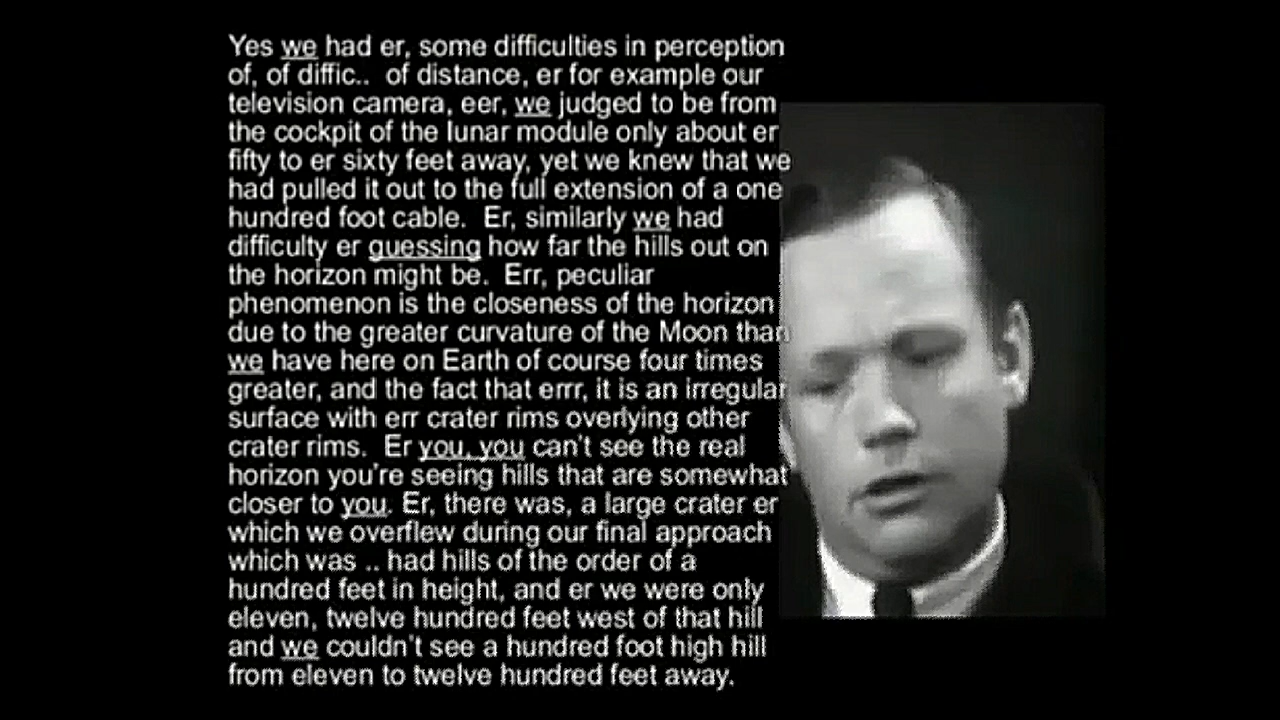 Yes we had er, some difficulties in perception
of, of diffic..  of distance, er for example our
television camera, eer, we judged to be from
the cockpit of the lunar module only about er
fifty to er sixty feet away, yet we knew that we
had pulled it out to the full extension of a one
hundred foot cable.  Er, similarly we had
difficulty er guessing how far the hills out on
the horizon might be.  Err, peculiar
phenomenon is the closeness of the horizon
due to the greater curvature of the Moon than
we have here on Earth of course four times
greater, and the fact that errr, it is an irregular
surface with err crater rims overlying other
crater rims.  Er you, you can't see the real
horizon you're seeing hills that are somewhat
closer to you. Er, there was, a large crater er
which we overflew during our final approach
which was .. had hills of the order of a
hundred feet in height, and er we were only
eleven, twelve hundred feet west of that hill
and we couldn't see a hundred foot high hill
from eleven to twelve hundred feet away.